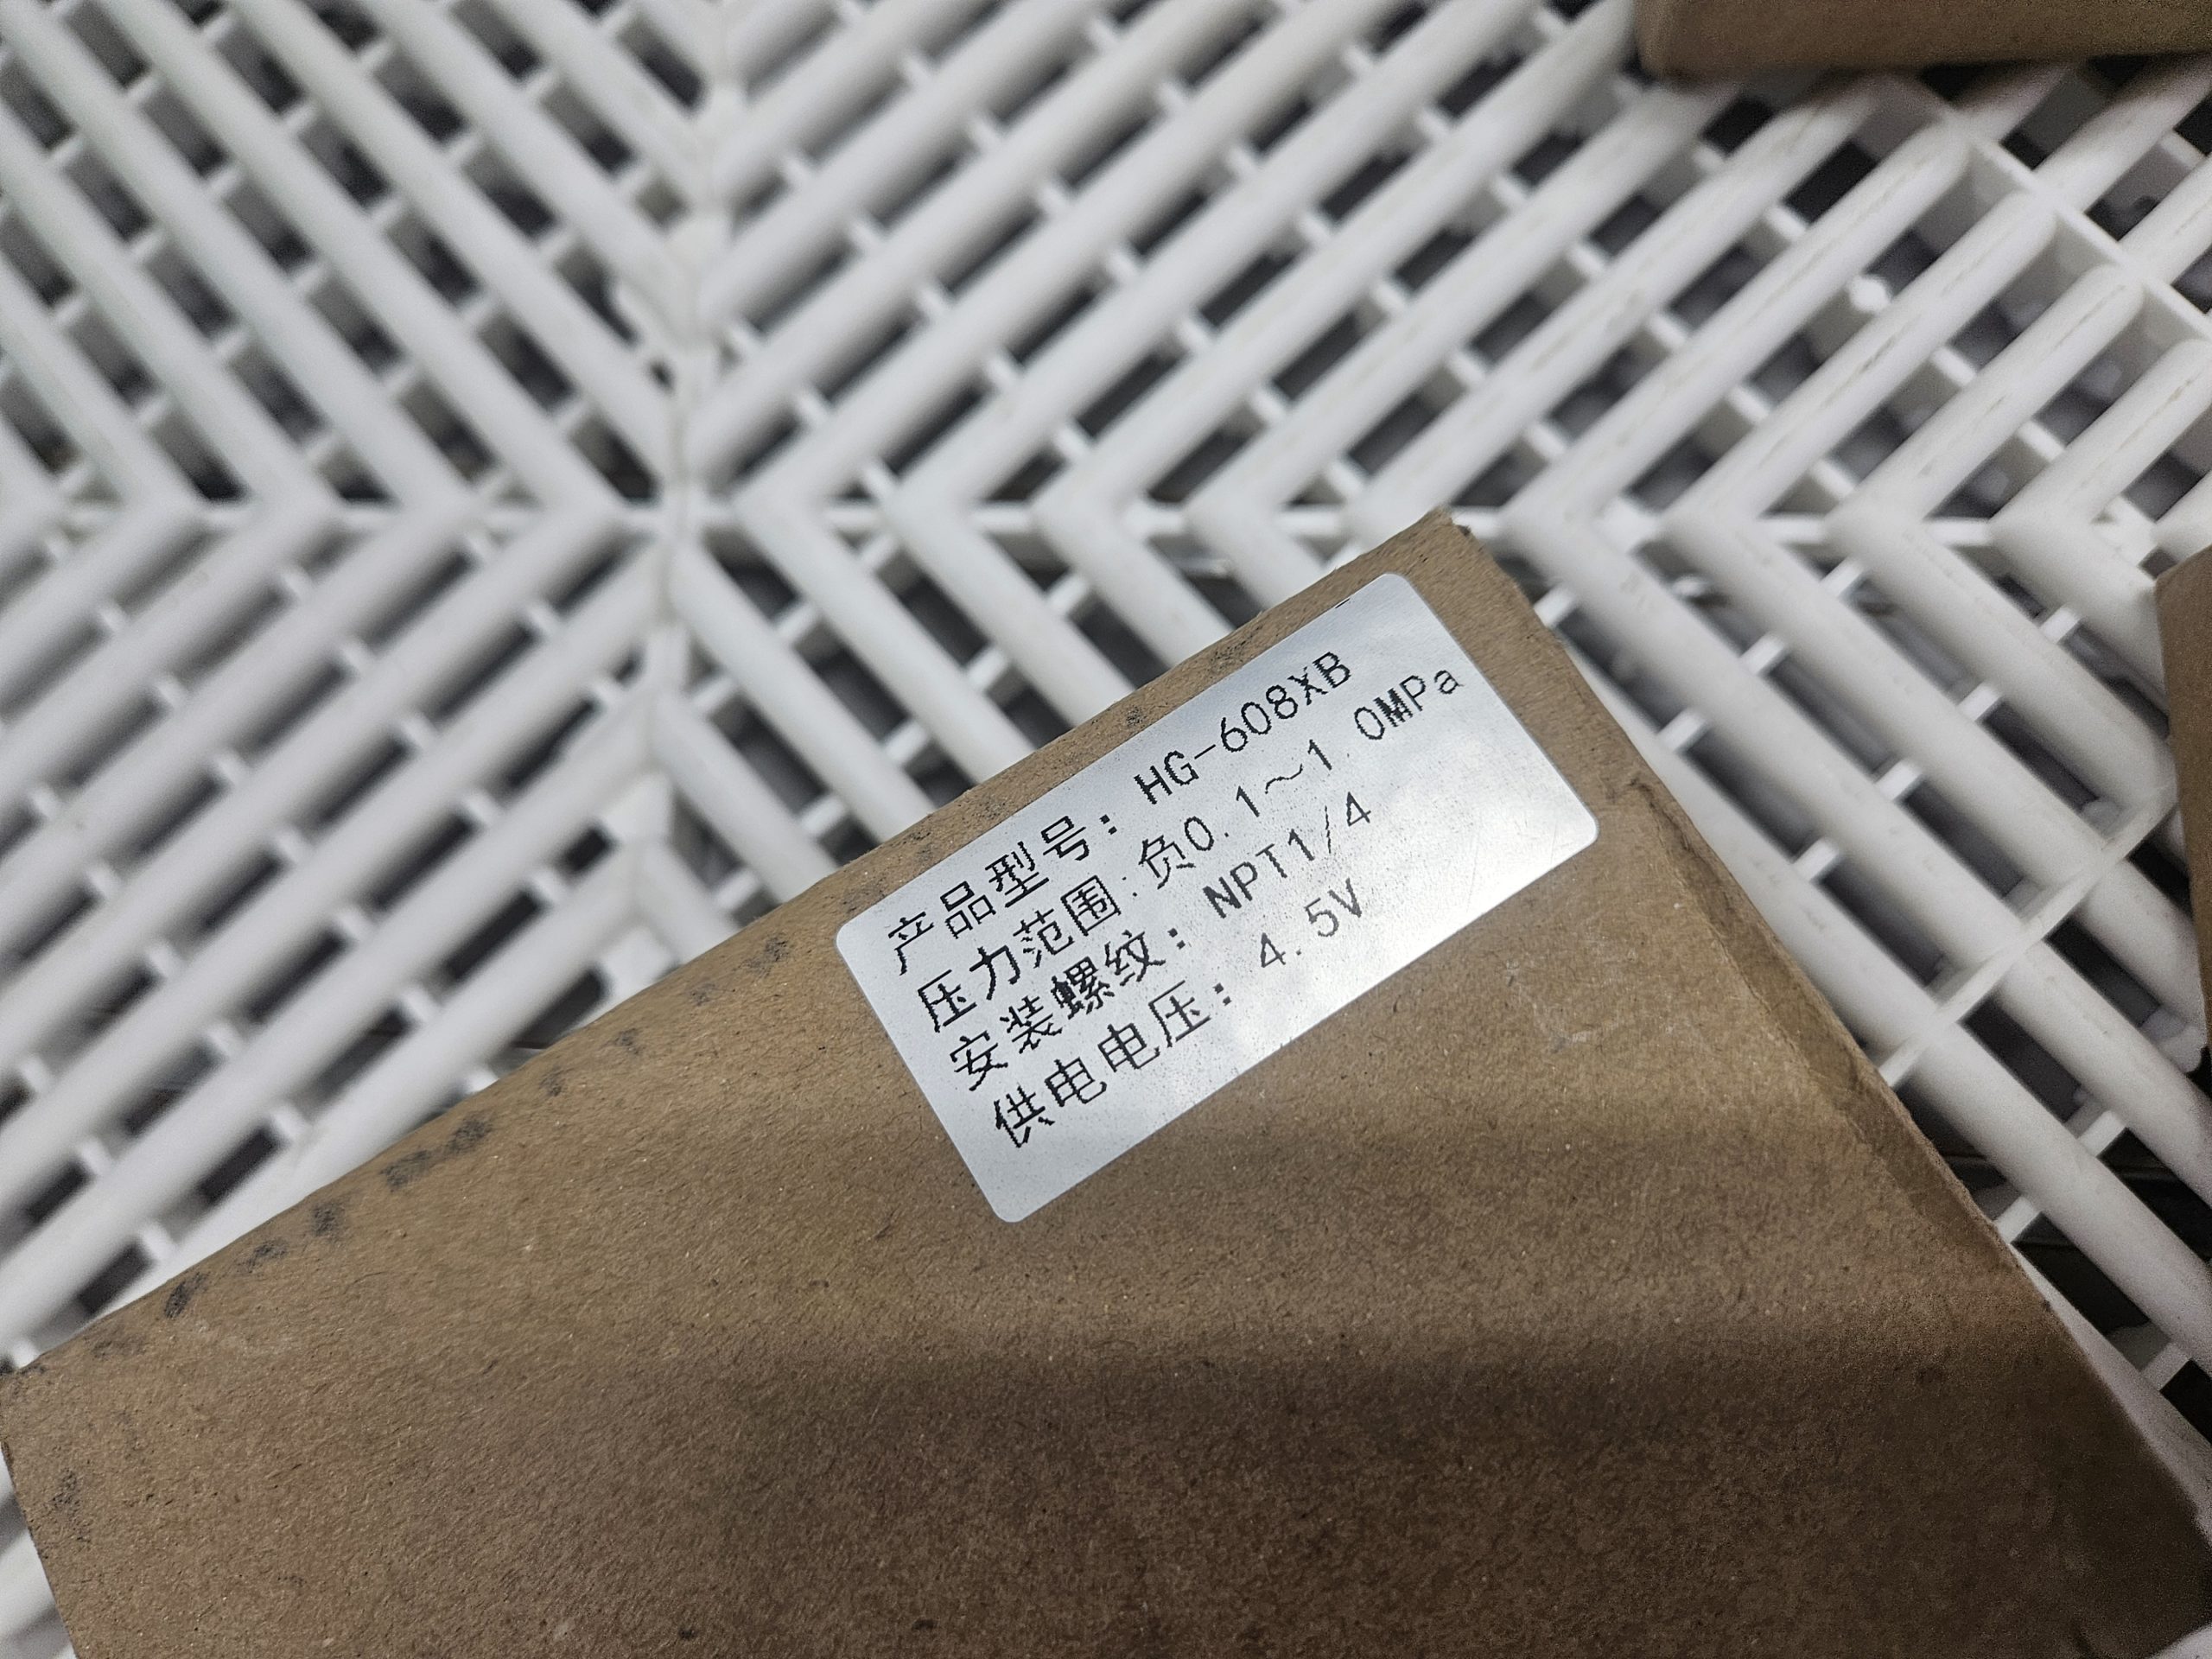 产品型号：HG-608XB
压力范围:负0.1～1.0MPa
安装螺纹：NPT1/4
供电电压：4.5V